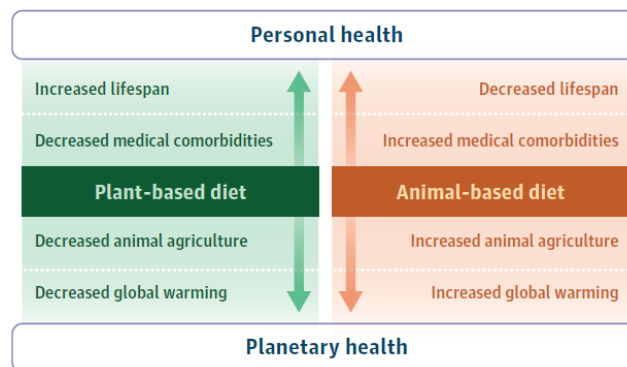 Personal health
Increased lifespan
Decreased lifespan
Decreased medical comorbidities
Increased medical comorbidities
Plant-based diet
Animal-based diet
Decreased animal agriculture
Increased animal agriculture
Decreased global warming
Increased global warming
Planetary health